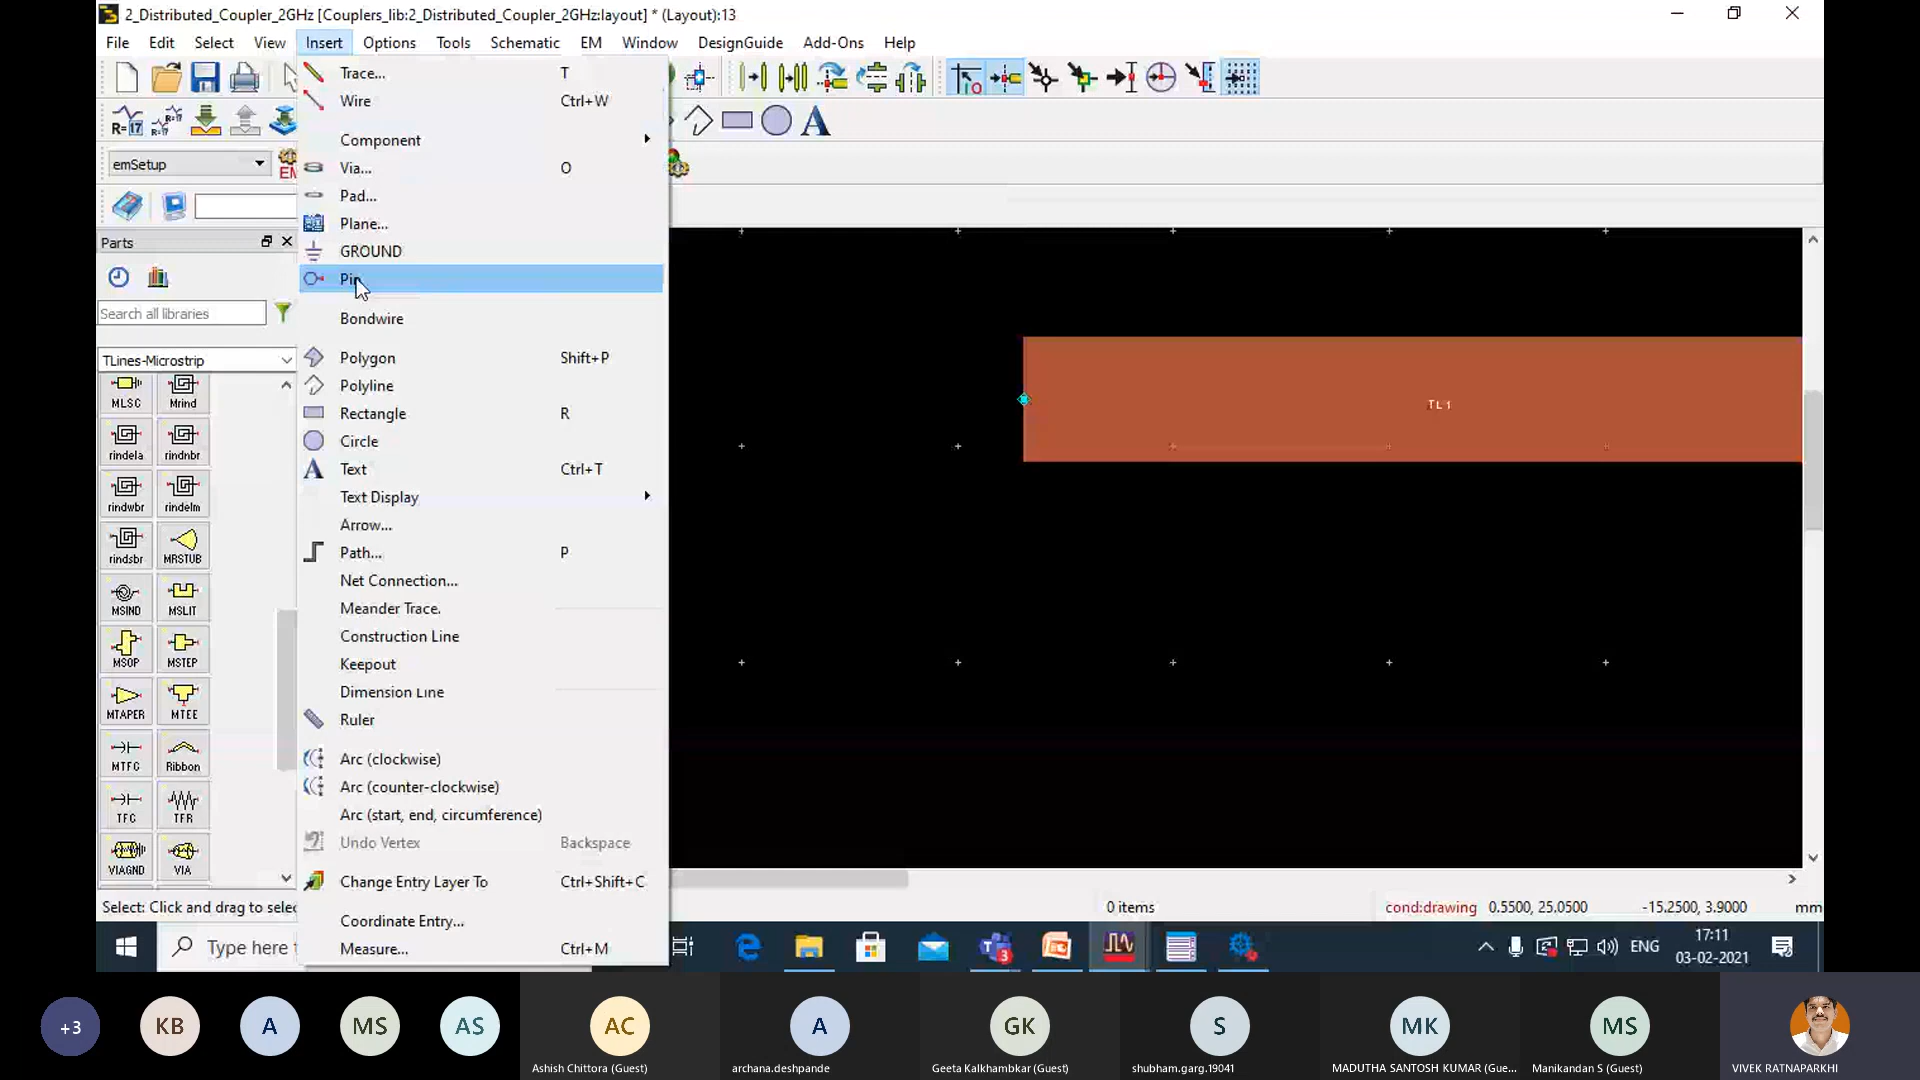 2_Distributed_Coupler_2GHz [Couplers_lib:2_Distributed_Coupler_2GHz:layout] * (Layout):13
File Edit Select View Insert Options Tools Schematic EM Window DesignGuide Add-Ons Help
Trace... T
Wire Ctrl+W
Component
Via... O
Pad...
Plane...
GROUND
Pin
Bondwire
Polygon Shift+P
Polyline
Rectangle R
Circle
Text Ctrl+T
Text Display
Arrow...
Path... P
Net Connection...
Meander Trace.
Construction Line
Keepout
Dimension Line
Ruler
Arc (clockwise)
Arc (counter-clockwise)
Arc (start, end, circumference)
Undo Vertex Backspace
Change Entry Layer To Ctrl+Shift+C
Coordinate Entry...
Measure... Ctrl+M
R=17
emSetup
EM
Parts
Search all libraries
TLines-Microstrip
MLSC Mrind
rindela rindnbr
rindwbr rindelm
rindsbr MRSTUB
MSIND MSLIT
MSOP MSTEP
MTAPER MTEE
MTFC Ribbon
TFC TFR
VIAGND VIA
TL1
Select: Click and drag to selec
0 items cond:drawing 0.5500, 25.0500 -15.2500, 3.9000 mm
Type here t
3
ENG
17:11
03-02-2021
+3 KB A MS AS AC A GK S MK MS
Ashish Chittora (Guest) archana.deshpande Geeta Kalkhambkar (Guest) shubham.garg.19041 MADUTHA SANTOSH KUMAR (Gue... Manikandan S (Guest) VIVEK RATNAPARKHI